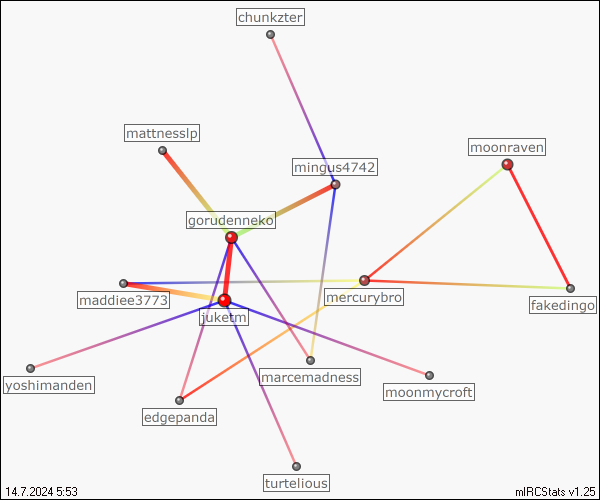 chunkzter
mattnesslp
moonraven
mingus4742
gorudenneko
maddiee3773
mercurybro
fakedingo
juketm
yoshimanden
marcemadness
moonmycroft
edgepanda
turtelious
14.7.2024 5:53
mIRCStats v1.25